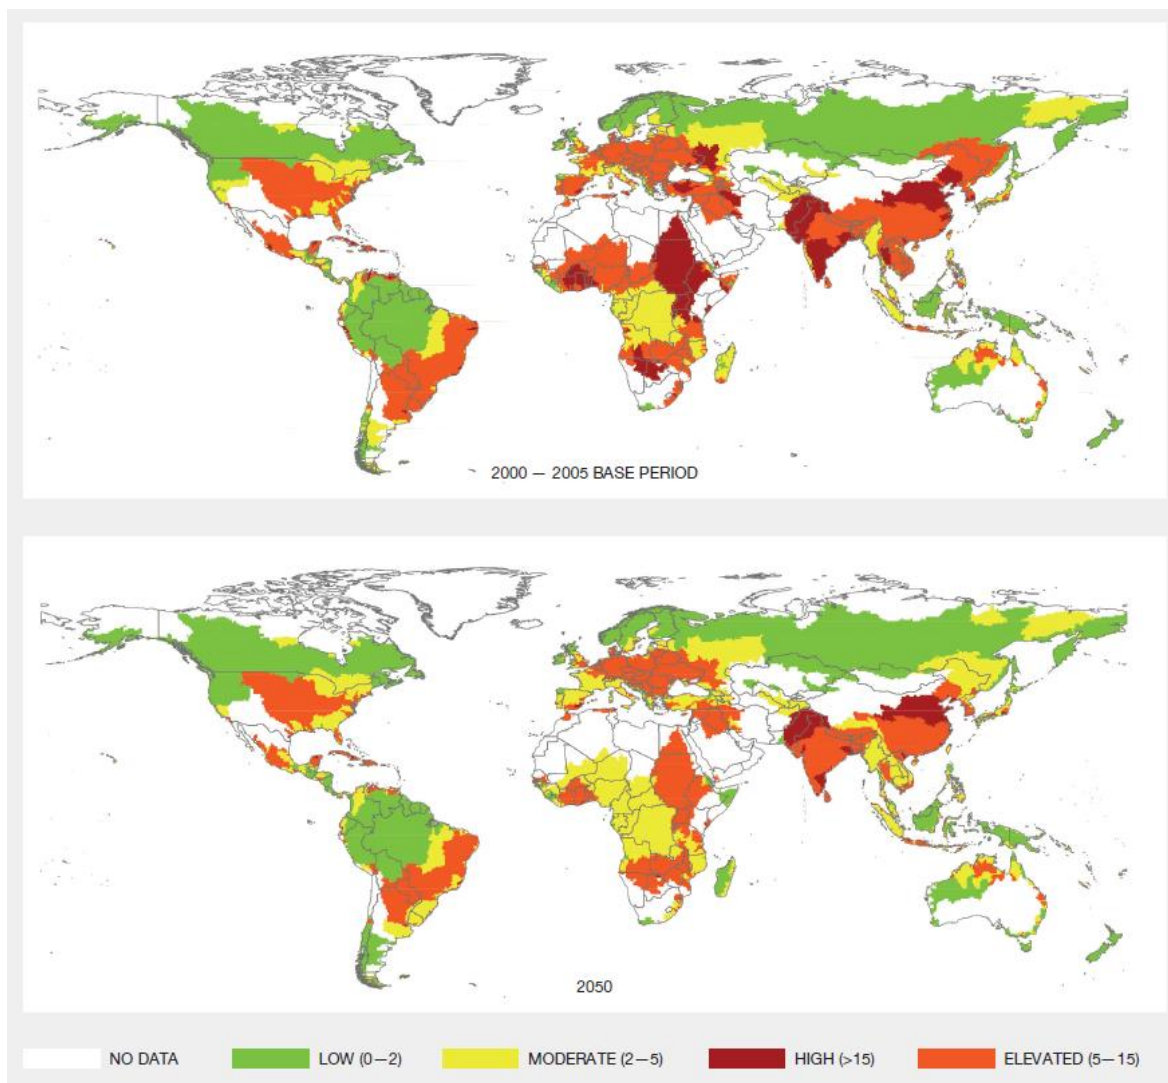 2000 — 2005 BASE PERIOD
2050
NO DATA LOW (0—2) MODERATE (2—5) HIGH (>15) ELEVATED (5—15)